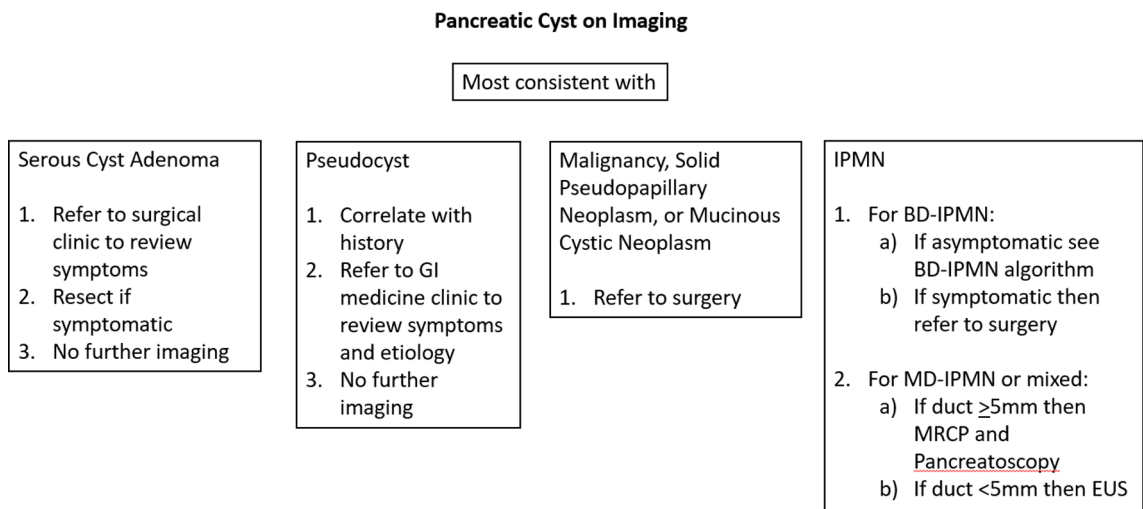 Pancreatic Cyst on Imaging
Most consistent with
Serous Cyst Adenoma
1. Refer to surgical
clinic to review
symptoms
2. Resect if
symptomatic
3. No further imaging
Pseudocyst
1. Correlate with
history
2. Refer to GI
medicine clinic to
review symptoms
and etiology
3. No further
imaging
Malignancy, Solid
Pseudopapillary
Neoplasm, or Mucinous
Cystic Neoplasm
1. Refer to surgery
IPMN
1. For BD-IPMN:
a) If asymptomatic see
BD-IPMN algorithm
b) If symptomatic then
refer to surgery
2. For MD-IPMN or mixed:
a) If duct ≥5mm then
MRCP and
Pancreatoscopy
b) If duct <5mm then EUS